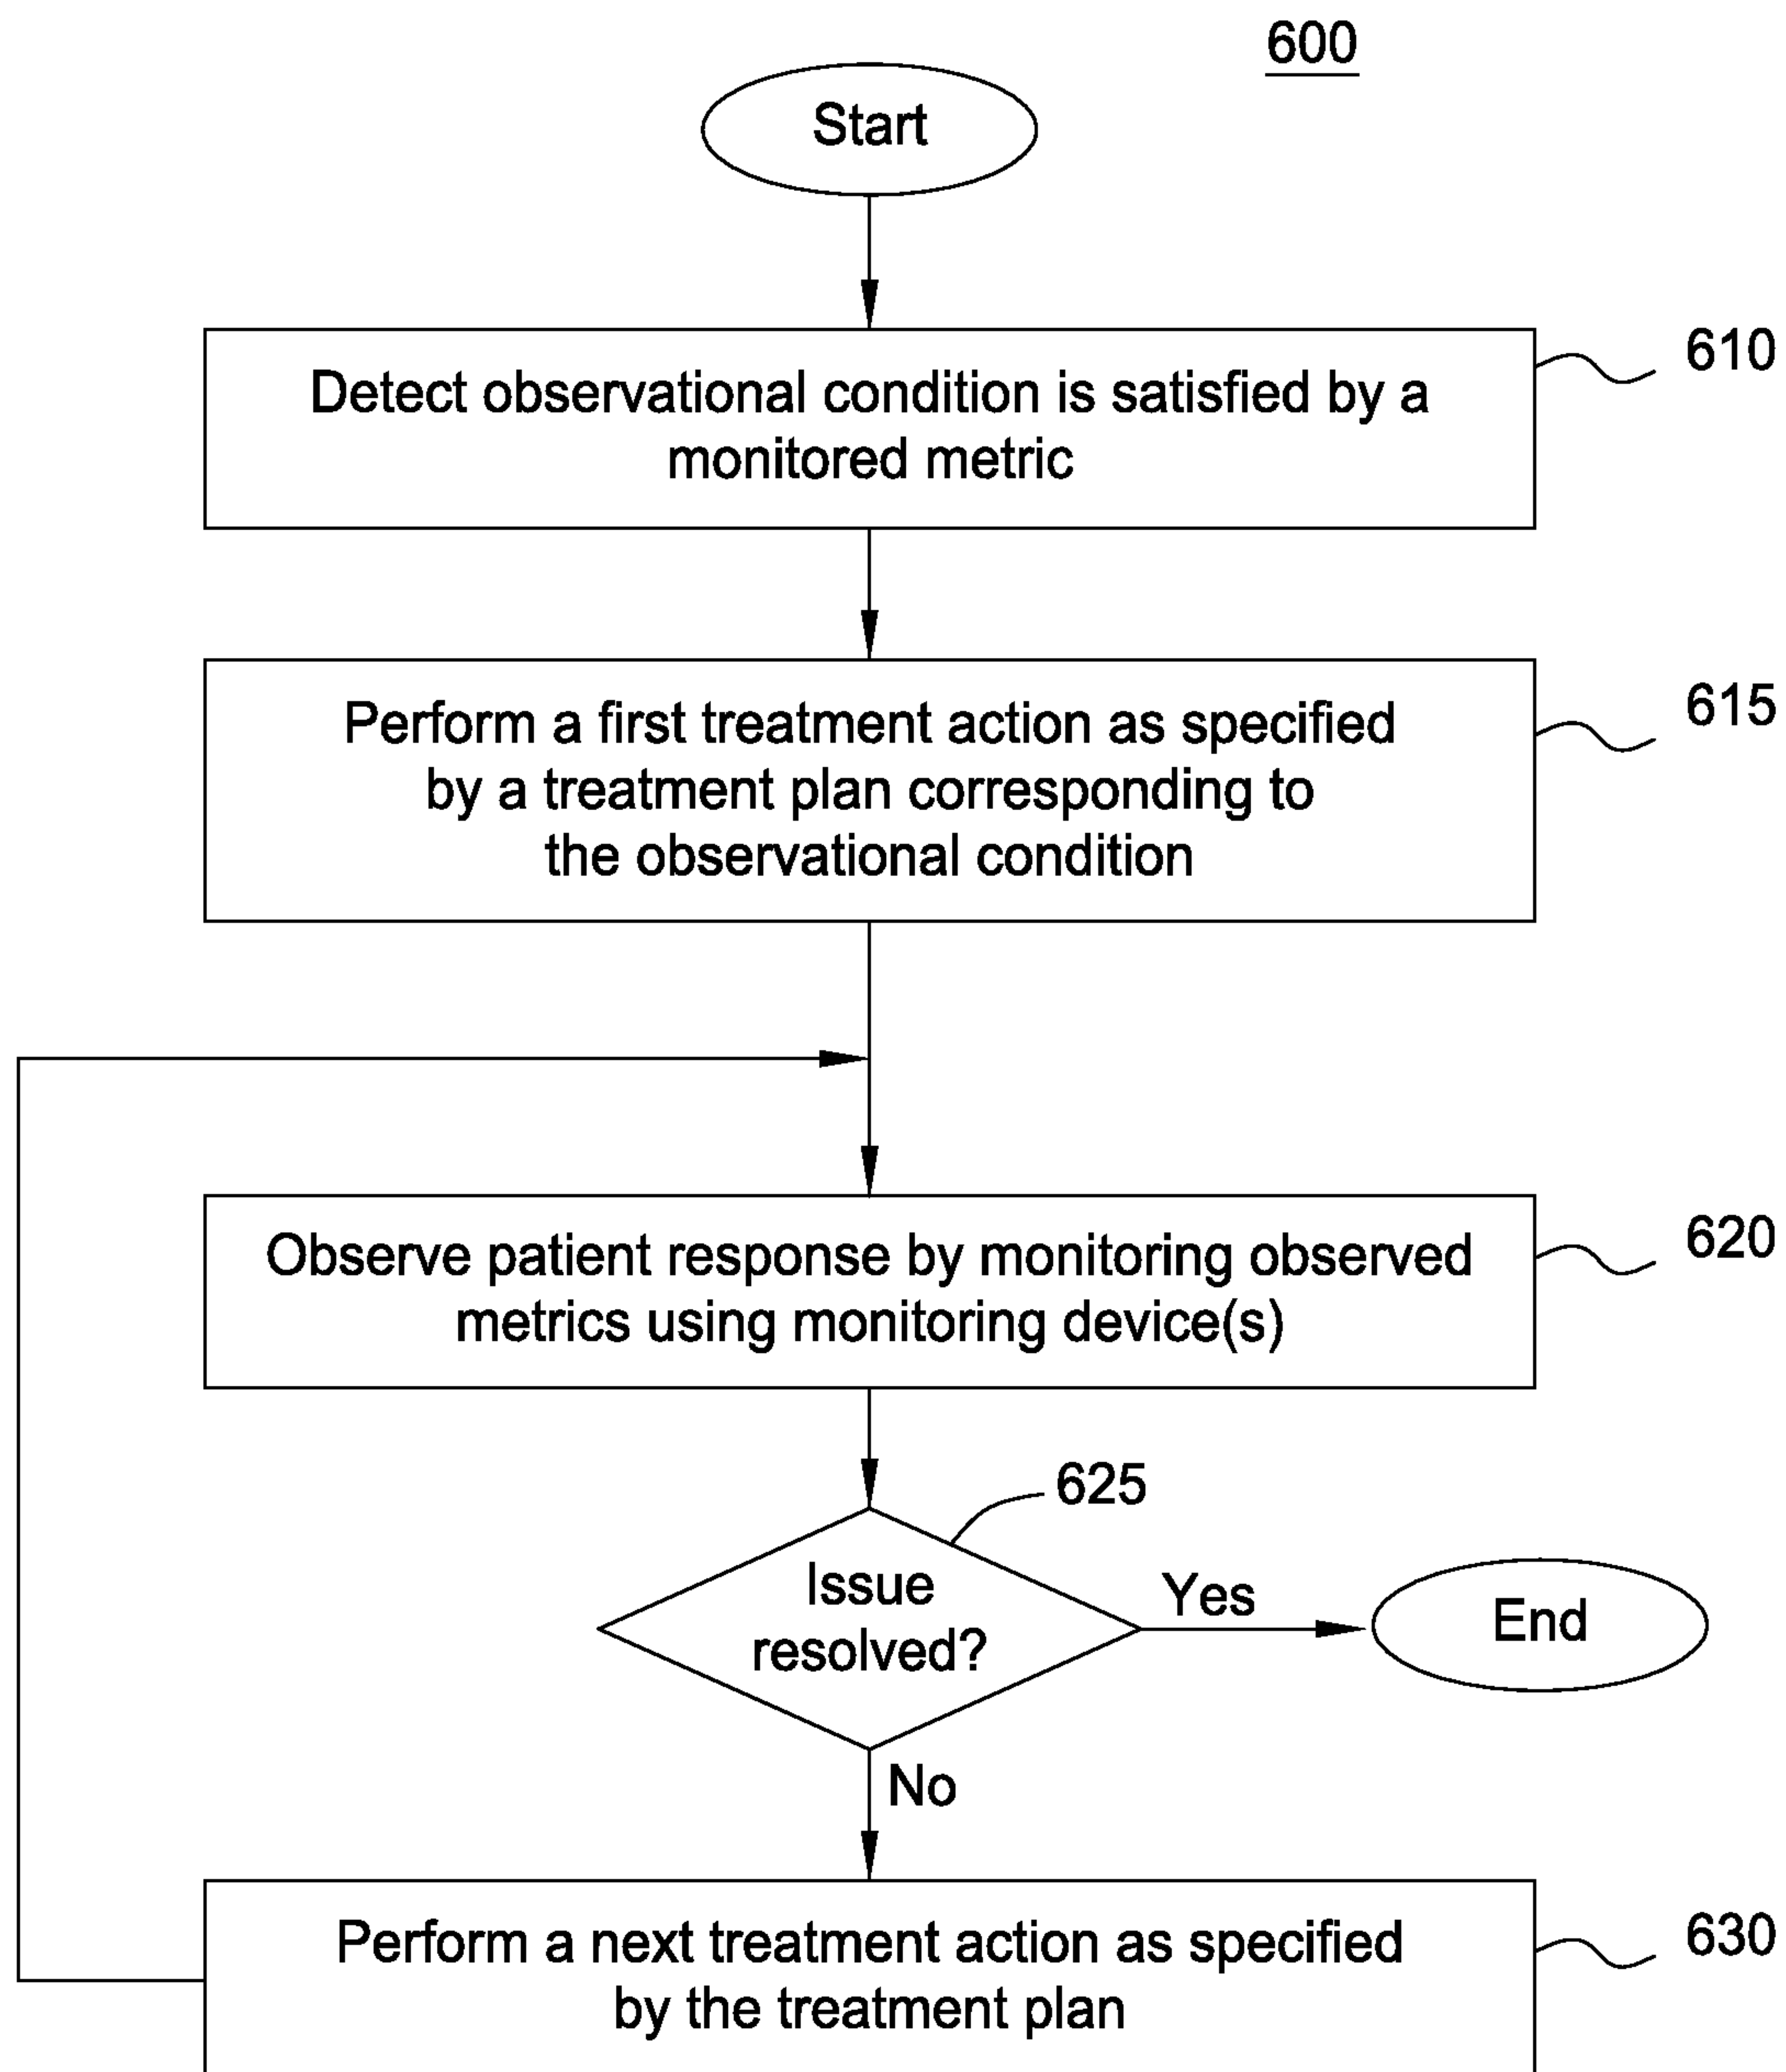 600
Start
610
Detect observational condition is satisfied by a
monitored metric
615
Perform a first treatment action as specified
by a treatment plan corresponding to
the observational condition
620
Observe patient response by monitoring observed
metrics using monitoring device(s)
625
Issue
resolved?
Yes
End
No
630
Perform a next treatment action as specified
by the treatment plan